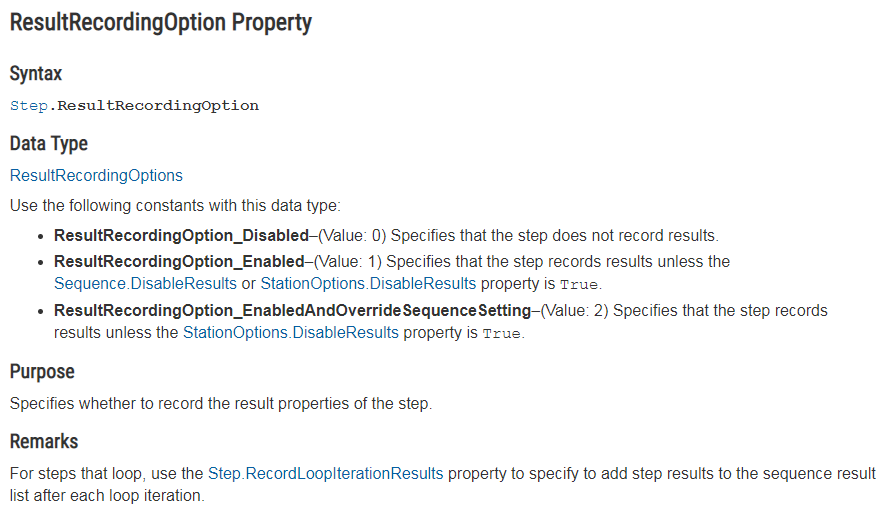 ResultRecordingOption Property
Syntax
Step.ResultRecordingOption
Data Type
ResultRecordingOptions
Use the following constants with this data type:
• ResultRecordingOption_Disabled–(Value: 0) Specifies that the step does not record results.
• ResultRecordingOption_Enabled–(Value: 1) Specifies that the step records results unless the
Sequence.DisableResults or StationOptions.DisableResults property is True.
• ResultRecordingOption_EnabledAndOverrideSequenceSetting–(Value: 2) Specifies that the step records
results unless the StationOptions.DisableResults property is True.
Purpose
Specifies whether to record the result properties of the step.
Remarks
For steps that loop, use the Step.RecordLoopIterationResults property to specify to add step results to the sequence result
list after each loop iteration.